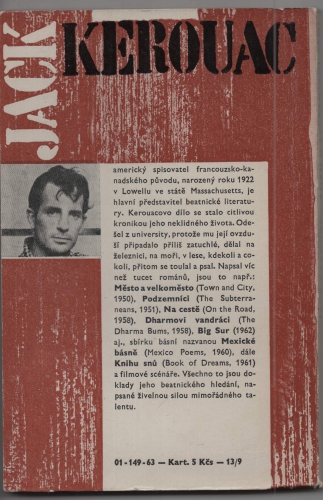 JACK
KEROUAC
americký spisovatel francouzsko-ka-
nadského původu, narozený roku 1922
v Lowellu ve státě Massachusetts, je
hlavní představitel beatnické literatu-
ry. Kerouacovo dílo se stalo citlivou
kronikou jeho neklidného života. Ode-
šel z university, protože mu její ovzdu-
ší připadalo příliš zatuchlé, dělal na
železnici, na moři, v lese, kdekoli a co-
koli, přitom se toulal a psal. Napsal víc
než tucet románů, jsou to např.:
Město a velkoměsto (Town and City,
1950), Podzemníci (The Subterra-
neans, 1951), Na cestě (On the Road,
1958), Dharmoví vandráci (The
Dharma Bums, 1958), Big Sur (1962)
aj., sbírku básní nazvanou Mexické
básně (Mexico Poems, 1960), dále
Knihu snů (Book of Dreams, 1961)
a filmové scénáře. Všechno to jsou do-
klady jeho beatnického hledání, na-
psané živelnou silou mimořádného ta-
lentu.
01-149-63 — Kart. 5 Kčs — 13/9